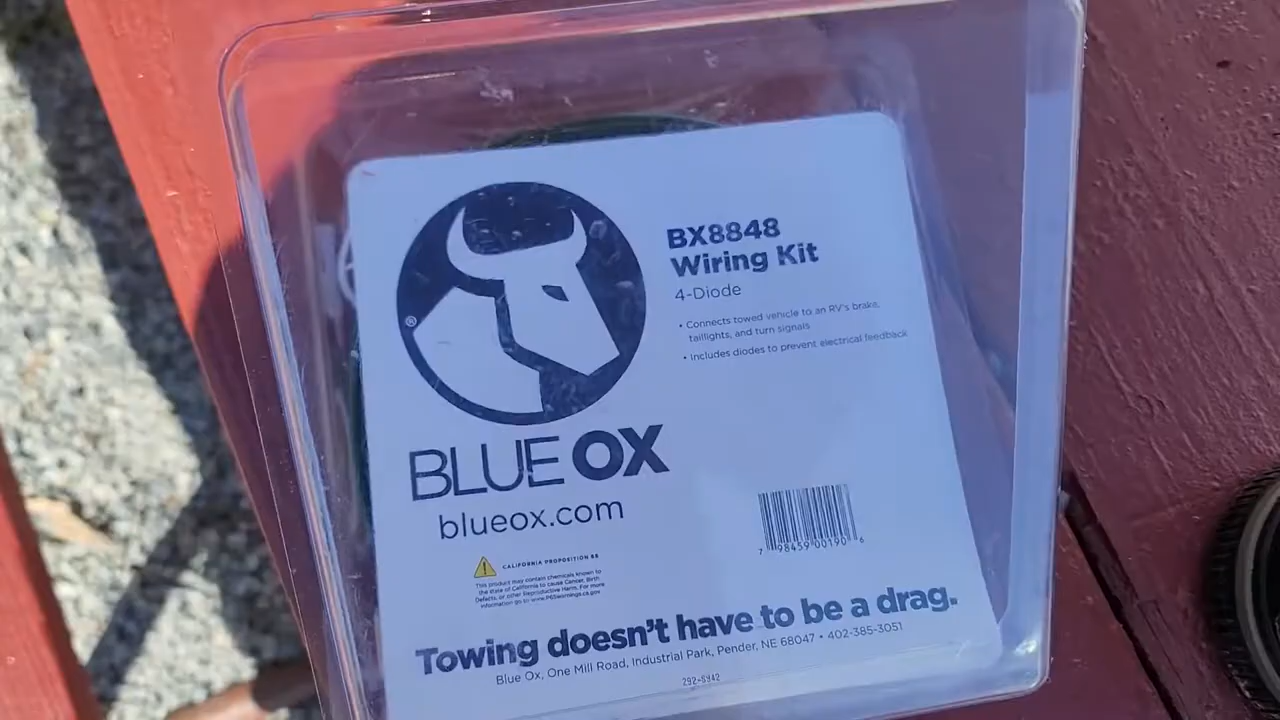 BX8848
Wiring Kit
4-Diode
• Connects towed vehicle to an RV's brake,
taillights, and turn signals
• Includes diodes to prevent electrical feedback
®
BLUE OX
blueox.com
CALIFORNIA PROPOSITION 65
This product may contain chemicals known to
the state of California to cause Cancer, Birth
Defects, or other Reproductive Harm. For more
information go to: www.P65warnings.ca.gov
7 98459 00190 6
Towing doesn't have to be a drag.
Blue Ox, One Mill Road, Industrial Park, Pender, NE 68047 • 402-385-3051
292-5942